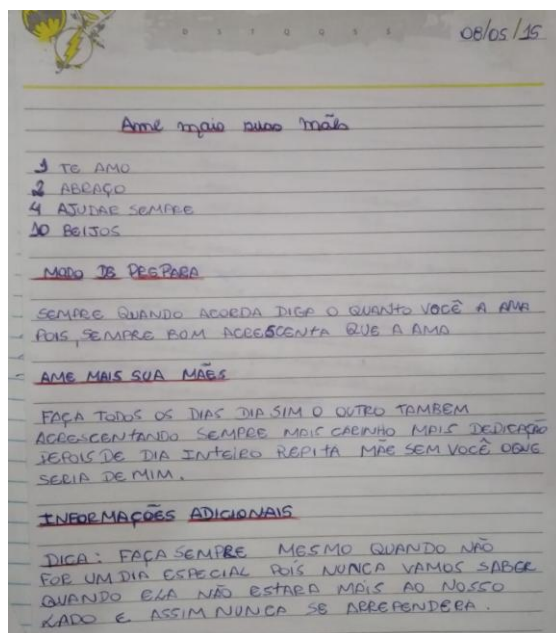 D S T Q Q S S
08/05/15
Ame mais suas mães
1 TE AMO
2 ABRAÇO
4 AJUDAR SEMPRE
10 BEIJOS
MODO DE PREPARA
SEMPRE QUANDO ACORDA DIGA O QUANTO VOCÊ A AMA
POIS, SEMPRE BOM ACRESCENTA QUE A AMO
AME MAIS SUA MÃES
FAÇA TODOS OS DIAS DIA SIM O OUTRO TAMBEM
ACRESCENTANDO SEMPRE MAIS CARINHO MAIS DEDICAÇÃO
DEPOIS DE DIA INTEIRO REPITA MÃE SEM VOCÊ OQUE
SERIA DE MIM.
INFORMAÇÕES ADICIONAIS
DICA: FAÇA SEMPRE MESMO QUANDO NÃO
FOR UM DIA ESPECIAL POIS NUNCA VAMOS SABER
QUANDO ELA NÃO ESTARA MAIS AO NOSSO
LADO E ASSIM NUNCA SE ARREPENDERA.